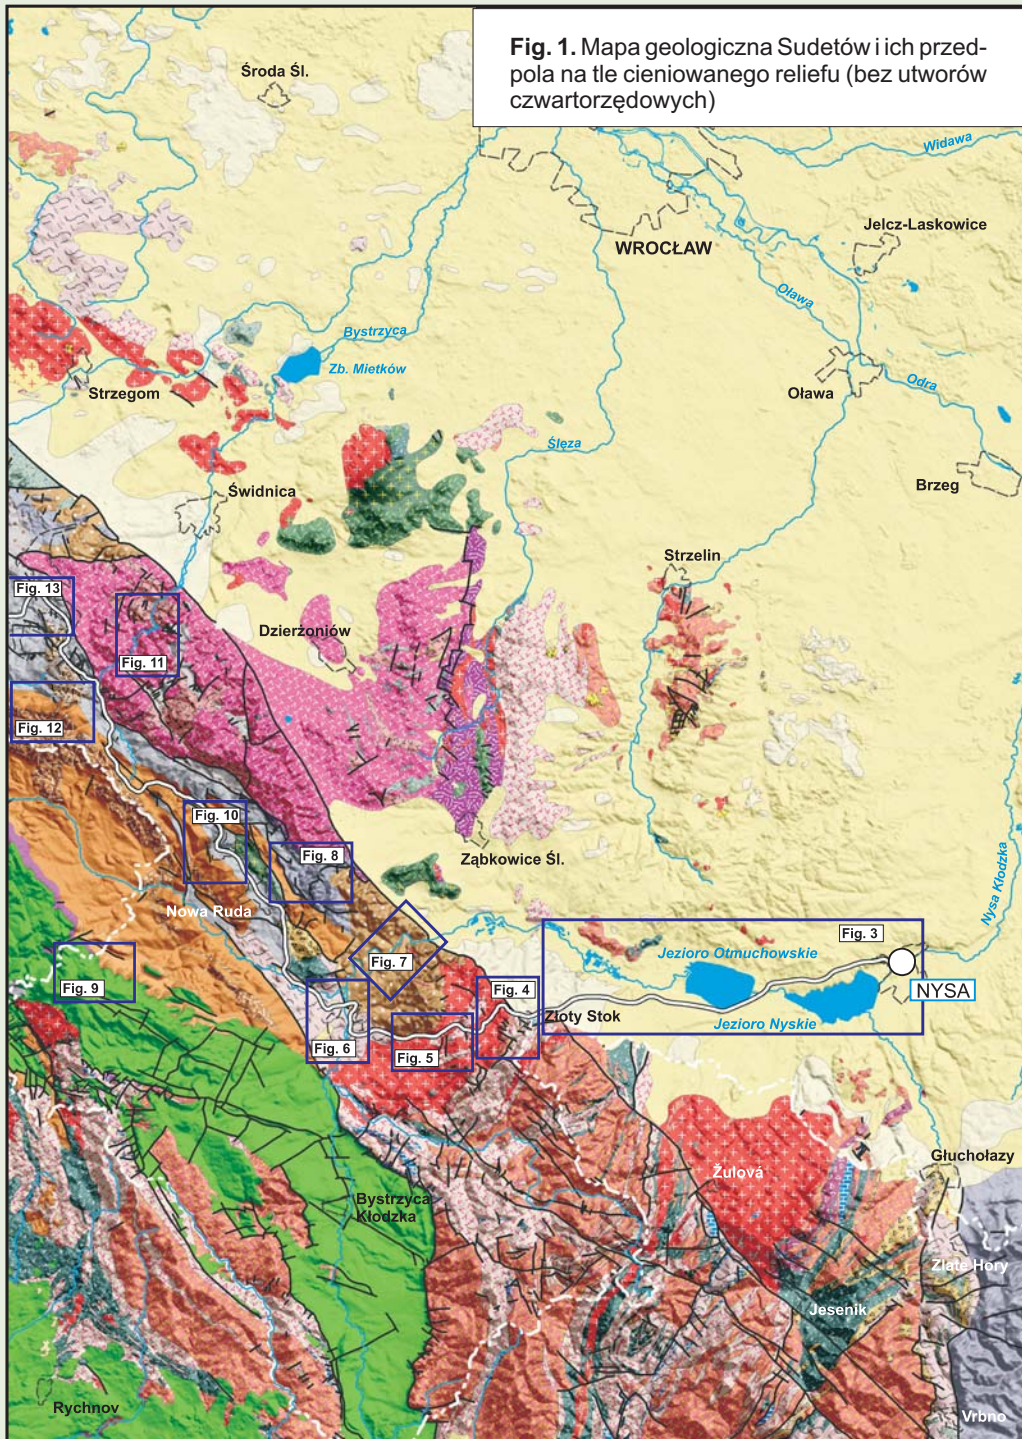 Fig. 1. Mapa geologiczna Sudetów i ich przed-
pola na tle cieniowanego reliefu (bez utworów
czwartorzędowych)
Środa Śl.
Widawa
Jelcz-Laskowice
WROCŁAW
Oława
Bystrzyca
Zb. Mietków
Strzegom
Oława
Odra
Ślęza
Brzeg
Świdnica
Strzelin
Fig. 13
Dzierżoniów
Fig. 11
Fig. 12
Fig. 10
Fig. 8
Ząbkowice Śl.
Nysa Kłodzka
Nowa Ruda
Fig. 3
Jezioro Otmuchowskie
Fig. 7
Fig. 9
Fig. 4
NYSA
Złoty Stok
Jezioro Nyskie
Fig. 6
Fig. 5
Głuchołazy
Žulová
Bystrzyca
Kłodzka
Zlaté Hory
Jeseník
Rychnov
Vrbno